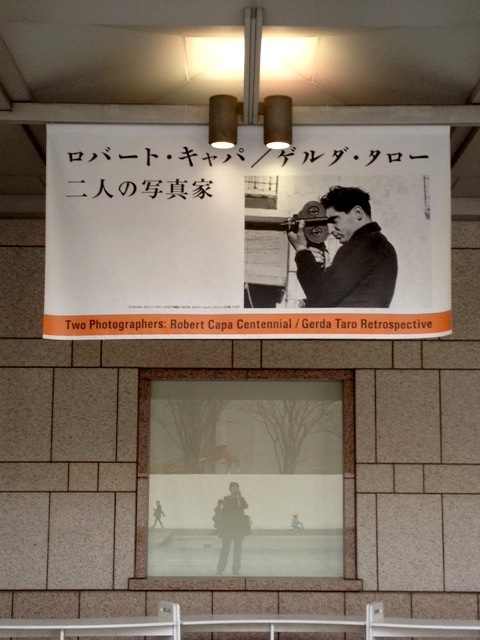 ロバート・キャパ／ゲルダ・タロー
二人の写真家
Two Photographers: Robert Capa Centennial / Gerda Taro Retrospective